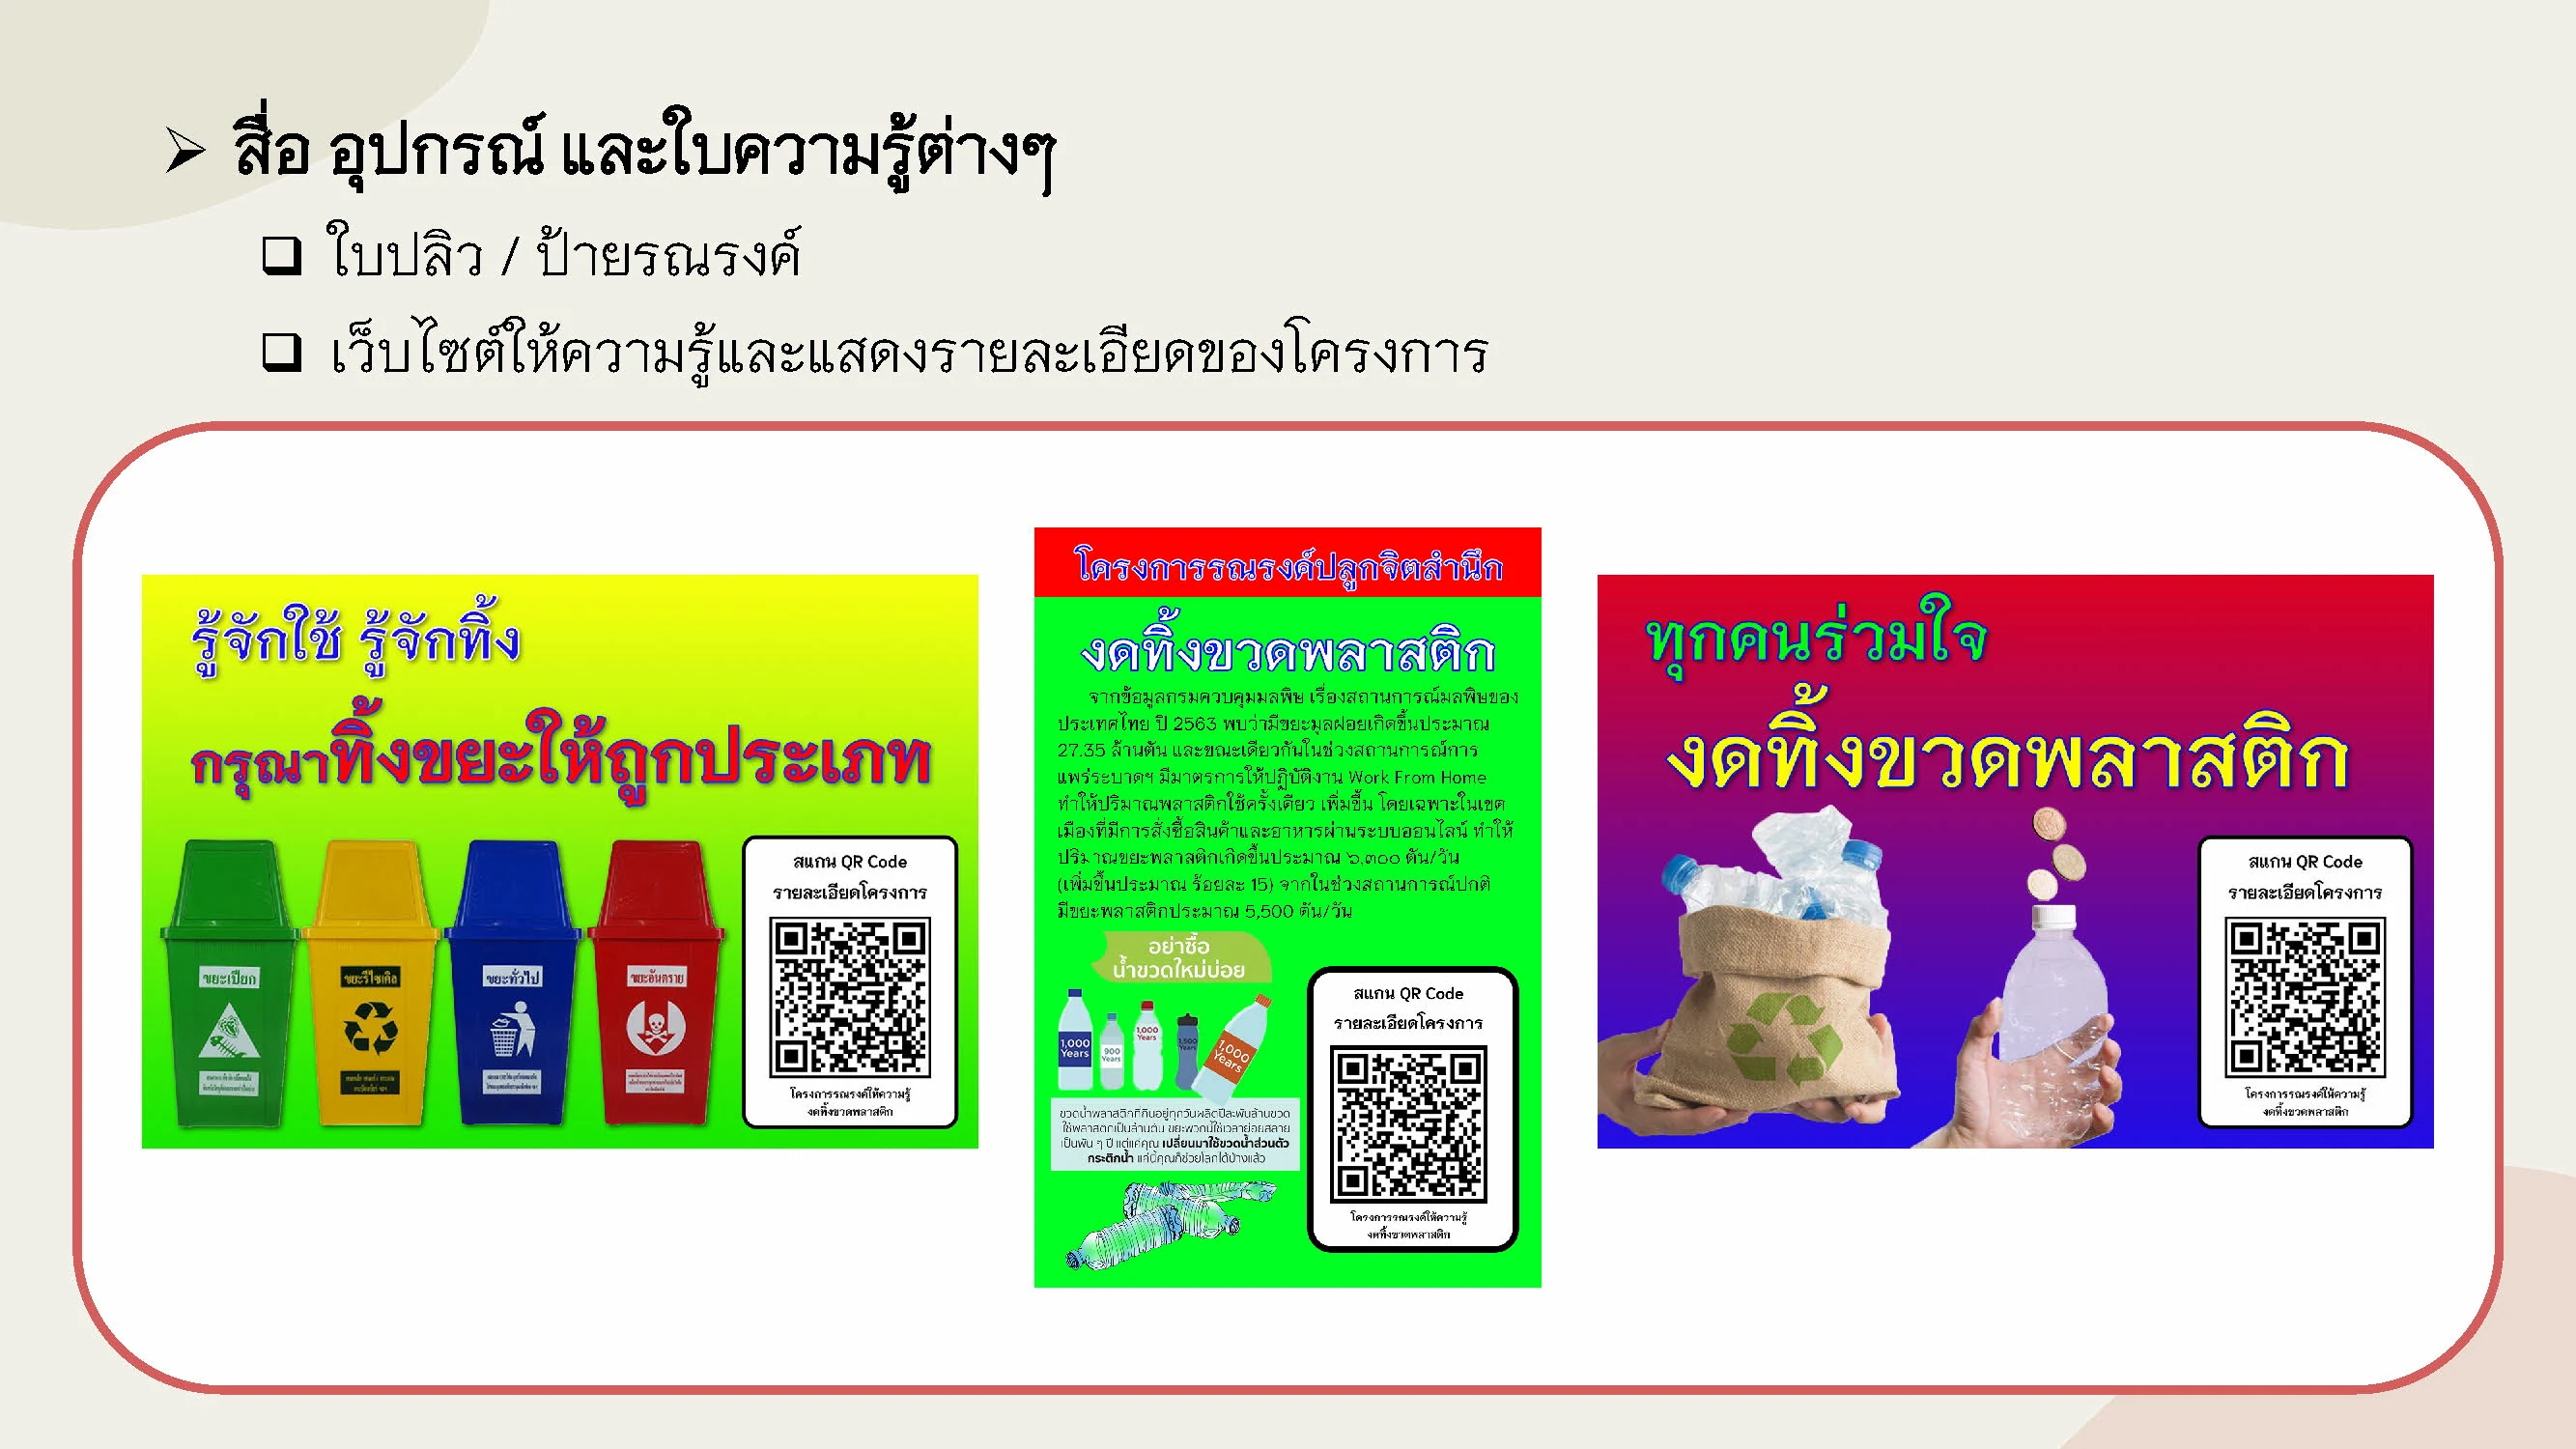 สื่อ อุปกรณ์ และใบความรู้ต่างๆ
ใบปลิว / ป้ายรณรงค์
เว็บไซต์ให้ความรู้และแสดงรายละเอียดของโครงการ
รู้จักใช้ รู้จักทิ้ง
กรุณาทิ้งขยะให้ถูกประเภท
ขยะเปียก
ขยะรีไซเคิล
ขยะทั่วไป
ขยะอันตราย
สแกน QR Code
รายละเอียดโครงการ
โครงการรณรงค์ให้ความรู้
งดทิ้งขวดพลาสติก
โครงการรณรงค์ปลูกจิตสำนึก
งดทิ้งขวดพลาสติก
จากข้อมูลกรมควบคุมมลพิษ เรื่องสถานการณ์มลพิษของ
ประเทศไทย ปี 2563 พบว่ามีขยะมูลฝอยเกิดขึ้นประมาณ
27.35 ล้านตัน และขณะเดียวกันในช่วงสถานการณ์การ
แพร่ระบาดฯ มีมาตรการให้ปฏิบัติงาน Work From Home
ทำให้ปริมาณพลาสติกใช้ครั้งเดียว เพิ่มขึ้น โดยเฉพาะในเขต
เมืองที่มีการสั่งซื้อสินค้าและอาหารผ่านระบบออนไลน์ ทำให้
ปริมาณขยะพลาสติกเกิดขึ้นประมาณ ๖,๓๐๐ ตัน/วัน
(เพิ่มขึ้นประมาณ ร้อยละ 15) จากในช่วงสถานการณ์ปกติ
มีขยะพลาสติกประมาณ 5,500 ตัน/วัน
อย่าซื้อ
น้ำขวดใหม่บ่อย
1,000 Years
900 Years
1,000 Years
1,500 Years
1,000 Years
ขวดน้ำพลาสติกที่กินอยู่ทุกวันผลิตปีละพันล้านขวด
ใช้พลาสติกเป็นล้านตัน ขยะพวกนี้ใช้เวลาย่อยสลาย
เป็นพัน ๆ ปี แต่แค่คุณ เปลี่ยนมาใช้ขวดน้ำส่วนตัว
กระติกน้ำ แค่นี้คุณก็ช่วยโลกได้บ้างแล้ว
สแกน QR Code
รายละเอียดโครงการ
โครงการรณรงค์ให้ความรู้
งดทิ้งขวดพลาสติก
ทุกคนร่วมใจ
งดทิ้งขวดพลาสติก
สแกน QR Code
รายละเอียดโครงการ
โครงการรณรงค์ให้ความรู้
งดทิ้งขวดพลาสติก